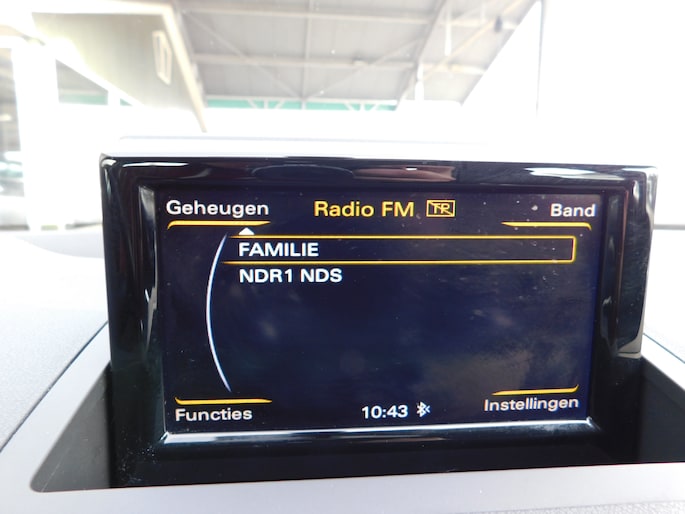 Geheugen Radio FM TP Band
FAMILIE
NDR1 NDS
Functies 10:43 Instellingen